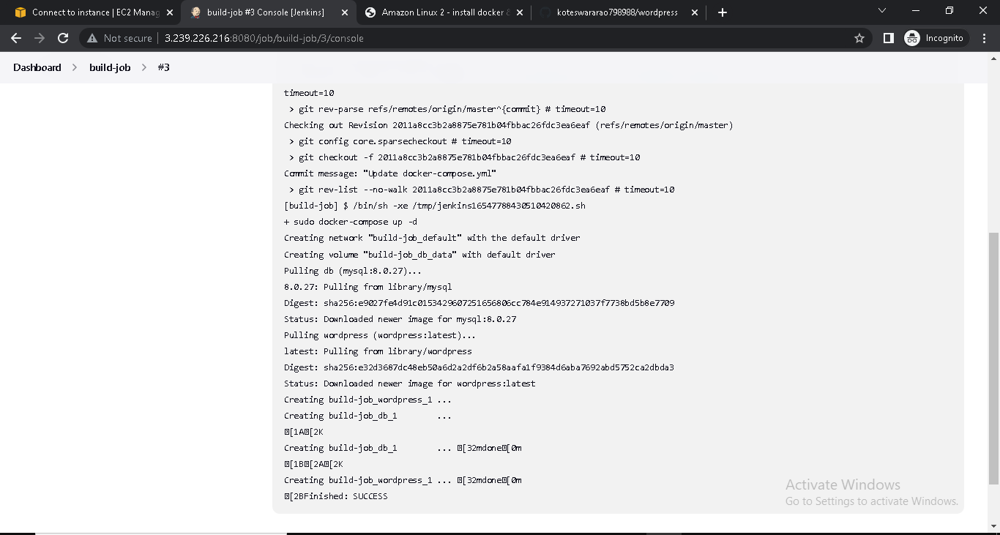 Connect to instance | EC2 Manag
build-job #3 Console [Jenkins]
Amazon Linux 2 - install docker &
koteswararao798988/wordpress
Not secure
3.239.226.216:8080/job/build-job/3/console
Incognito
Dashboard > build-job > #3
timeout=10
> git rev-parse refs/remotes/origin/master^{commit} # timeout=10
Checking out Revision 2011a8cc3b2a8875e781b04fbbac26fdc3ea6eaf (refs/remotes/origin/master)
> git config core.sparsecheckout # timeout=10
> git checkout -f 2011a8cc3b2a8875e781b04fbbac26fdc3ea6eaf # timeout=10
Commit message: "Update docker-compose.yml"
> git rev-list --no-walk 2011a8cc3b2a8875e781b04fbbac26fdc3ea6eaf # timeout=10
[build-job] $ /bin/sh -xe /tmp/jenkins16547788430510420862.sh
+ sudo docker-compose up -d
Creating network "build-job_default" with the default driver
Creating volume "build-job_db_data" with default driver
Pulling db (mysql:8.0.27)...
8.0.27: Pulling from library/mysql
Digest: sha256:e9027fe4d91c0153429607251656806cc784e914937271037f7738bd5b8e7709
Status: Downloaded newer image for mysql:8.0.27
Pulling wordpress (wordpress:latest)...
latest: Pulling from library/wordpress
Digest: sha256:e32d3687dc48eb50a6d2a2df6b2a58aafa1f9384d6aba7692abd5752ca2dbda3
Status: Downloaded newer image for wordpress:latest
Creating build-job_wordpress_1 ...
Creating build-job_db_1 ...
[1A[2K
Creating build-job_db_1 ... [32mdone[0m
[1B[2A[2K
Creating build-job_wordpress_1 ... [32mdone[0m
[2BFinished: SUCCESS
Activate Windows
Go to Settings to activate Windows.